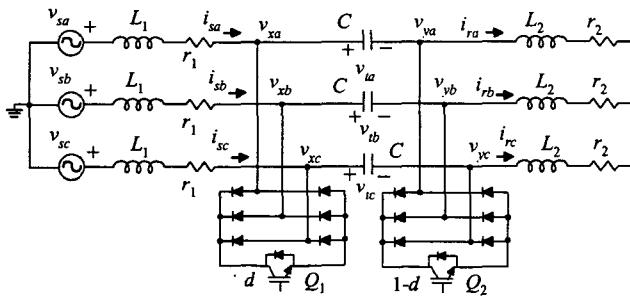 v_sa + L_1 r_1 i_sa v_xa C + − v_ya i_ra L_2 r_2
v_sb + L_1 r_1 i_sb v_xb C + − v_ta v_yb i_rb L_2 r_2
v_sc + L_1 r_1 i_sc v_xc v_tb C + − v_tc v_yc i_rc L_2 r_2
d Q_1 1-d Q_2